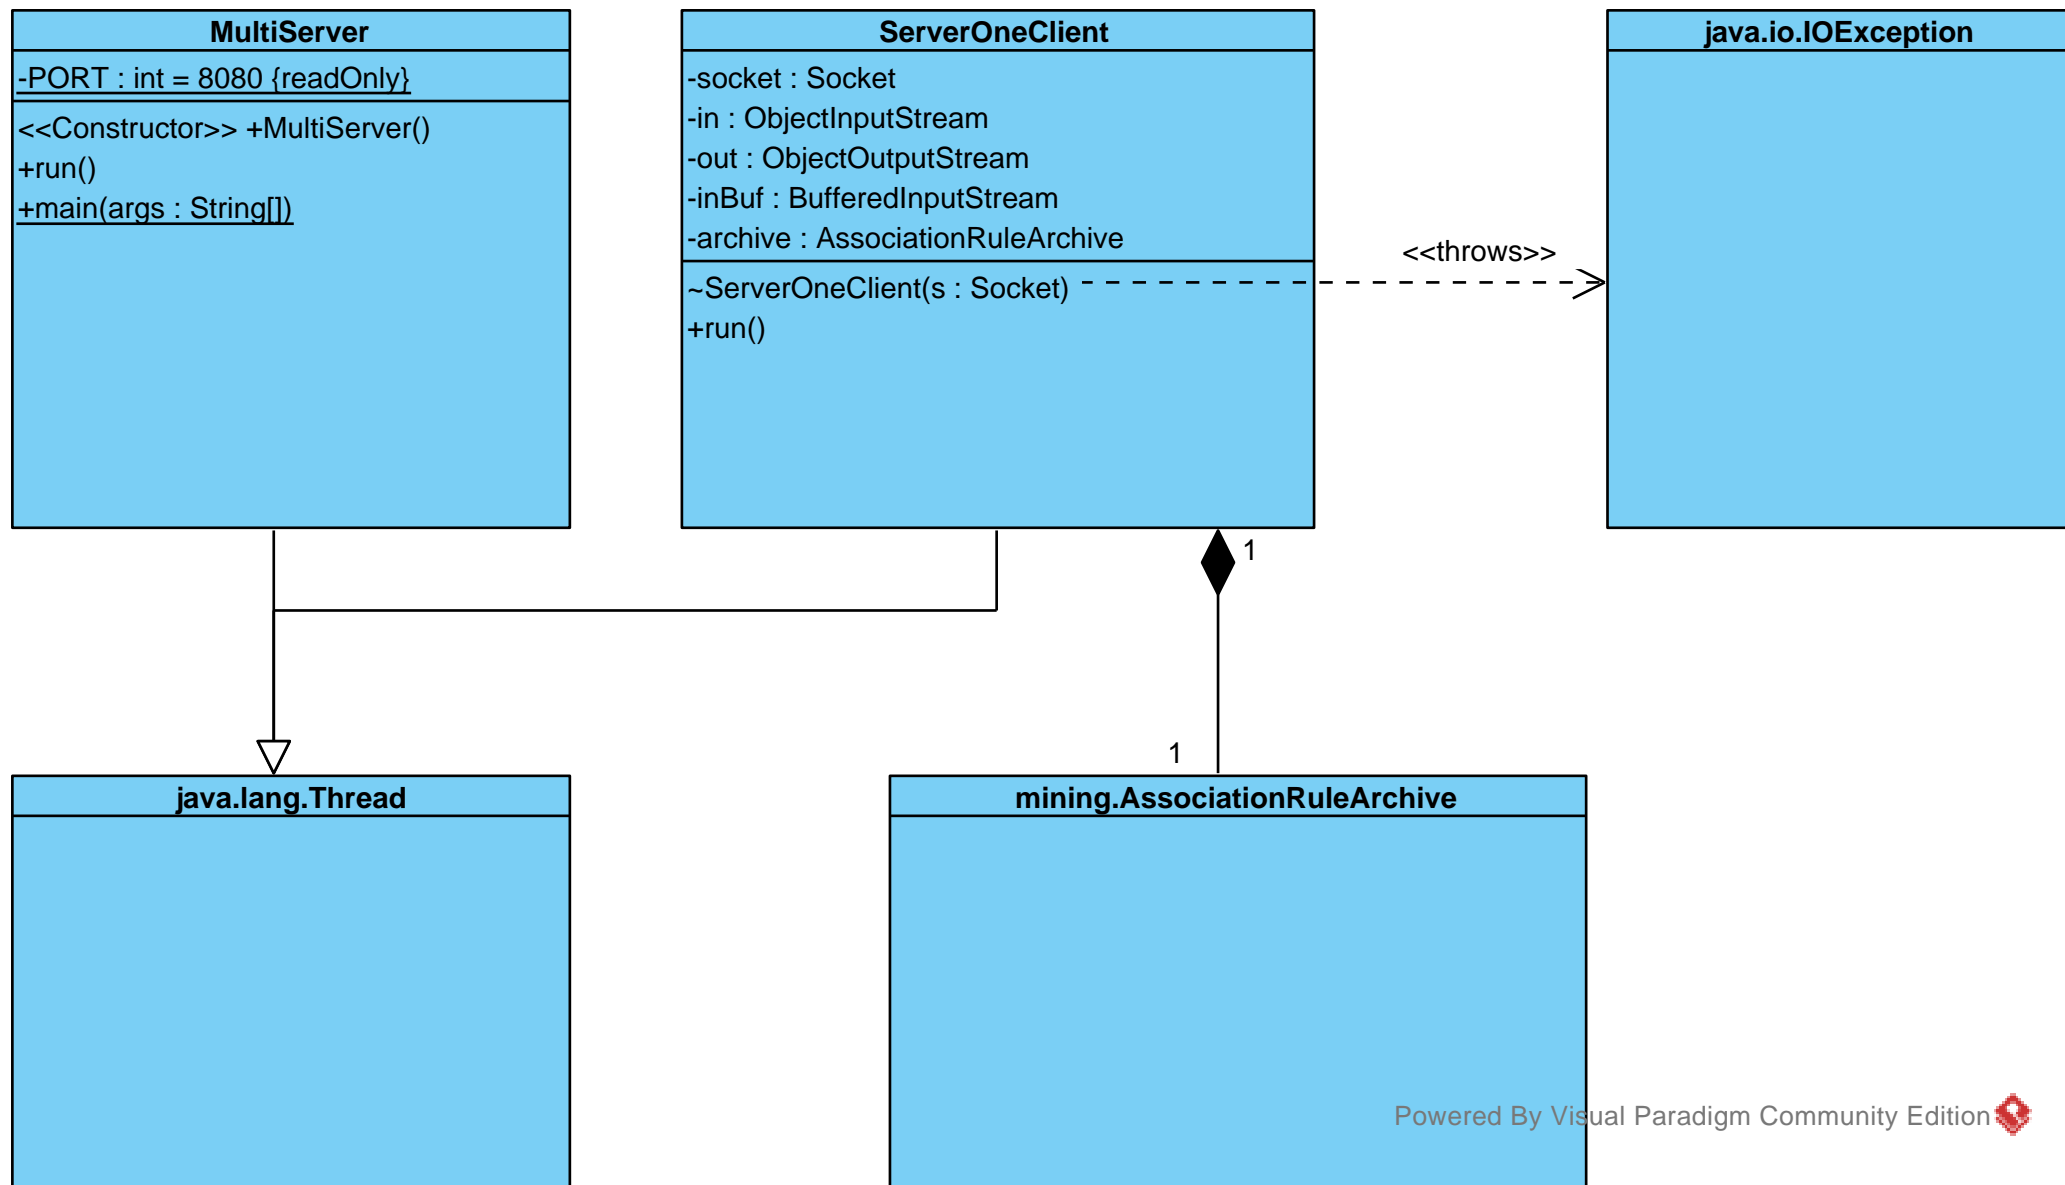 MultiServer
-PORT : int = 8080 {readOnly}
<<Constructor>> +MultiServer()
+run()
+main(args : String[])
ServerOneClient
-socket : Socket
-in : ObjectInputStream
-out : ObjectOutputStream
-inBuf : BufferedInputStream
-archive : AssociationRuleArchive
~ServerOneClient(s : Socket)
+run()
<<throws>>
java.io.IOException
1
1
java.lang.Thread
mining.AssociationRuleArchive
Powered By Visual Paradigm Community Edition